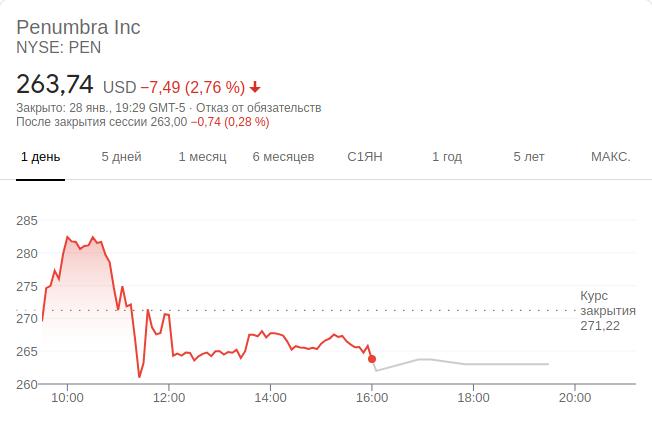 Penumbra Inc
NYSE: PEN
263,74 USD −7,49 (2,76 %)
Закрыто: 28 янв., 19:29 GMT-5 · Отказ от обязательств
После закрытия сессии 263,00 −0,74 (0,28 %)
1 день 5 дней 1 месяц 6 месяцев С1ЯН 1 год 5 лет МАКС.
285
280
275
270
265
260
Курс
закрытия
271,22
10:00 12:00 14:00 16:00 18:00 20:00